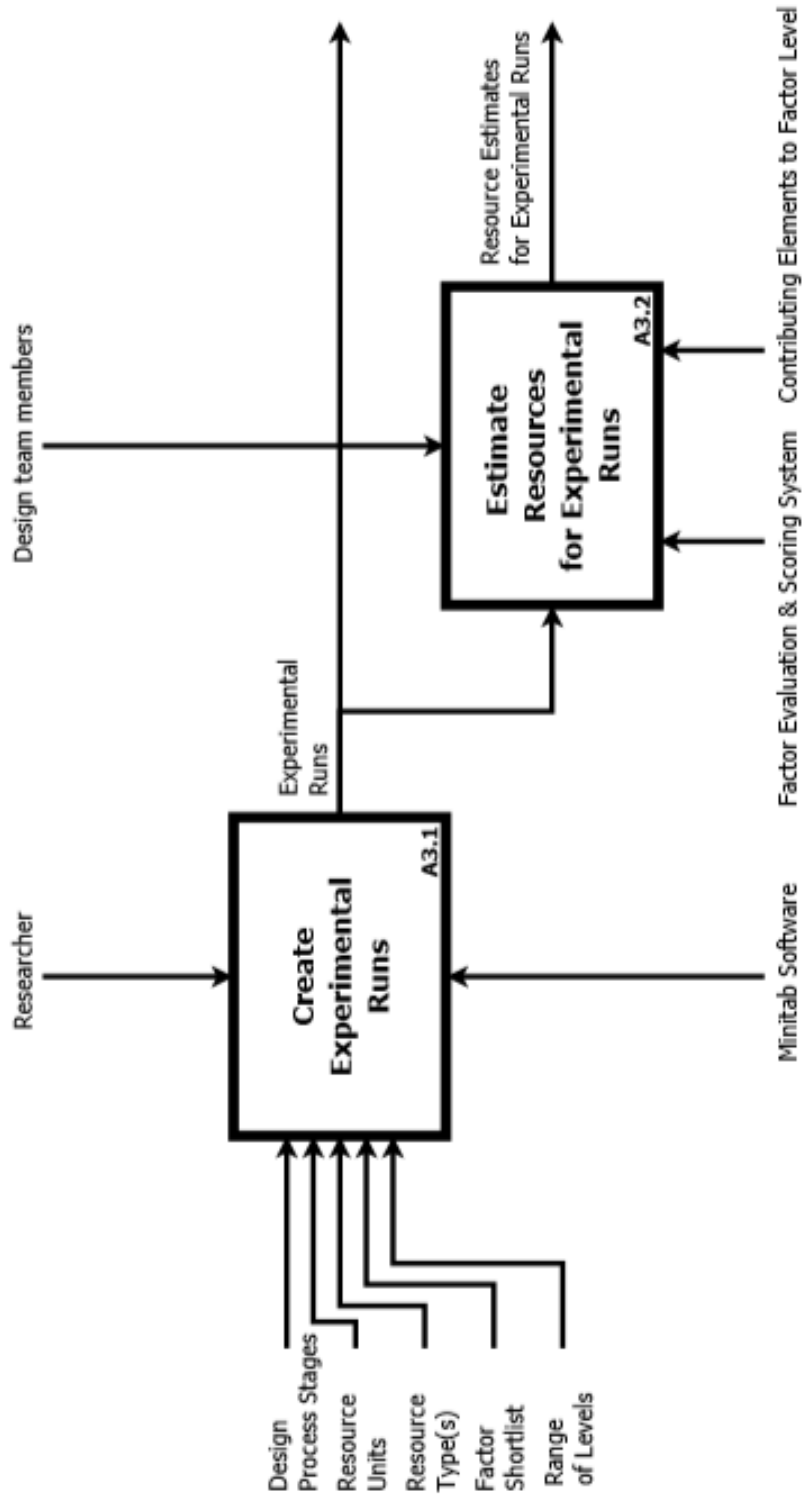 Researcher
Design team members
Design
Process Stages
Resource
Units
Resource
Type(s)
Factor
Shortlist
Range
of Levels
Create
Experimental
Runs
A3.1
Experimental
Runs
Estimate
Resources
for Experimental
Runs
A3.2
Resource Estimates
for Experimental Runs
Minitab Software
Factor Evaluation & Scoring System
Contributing Elements to Factor Level